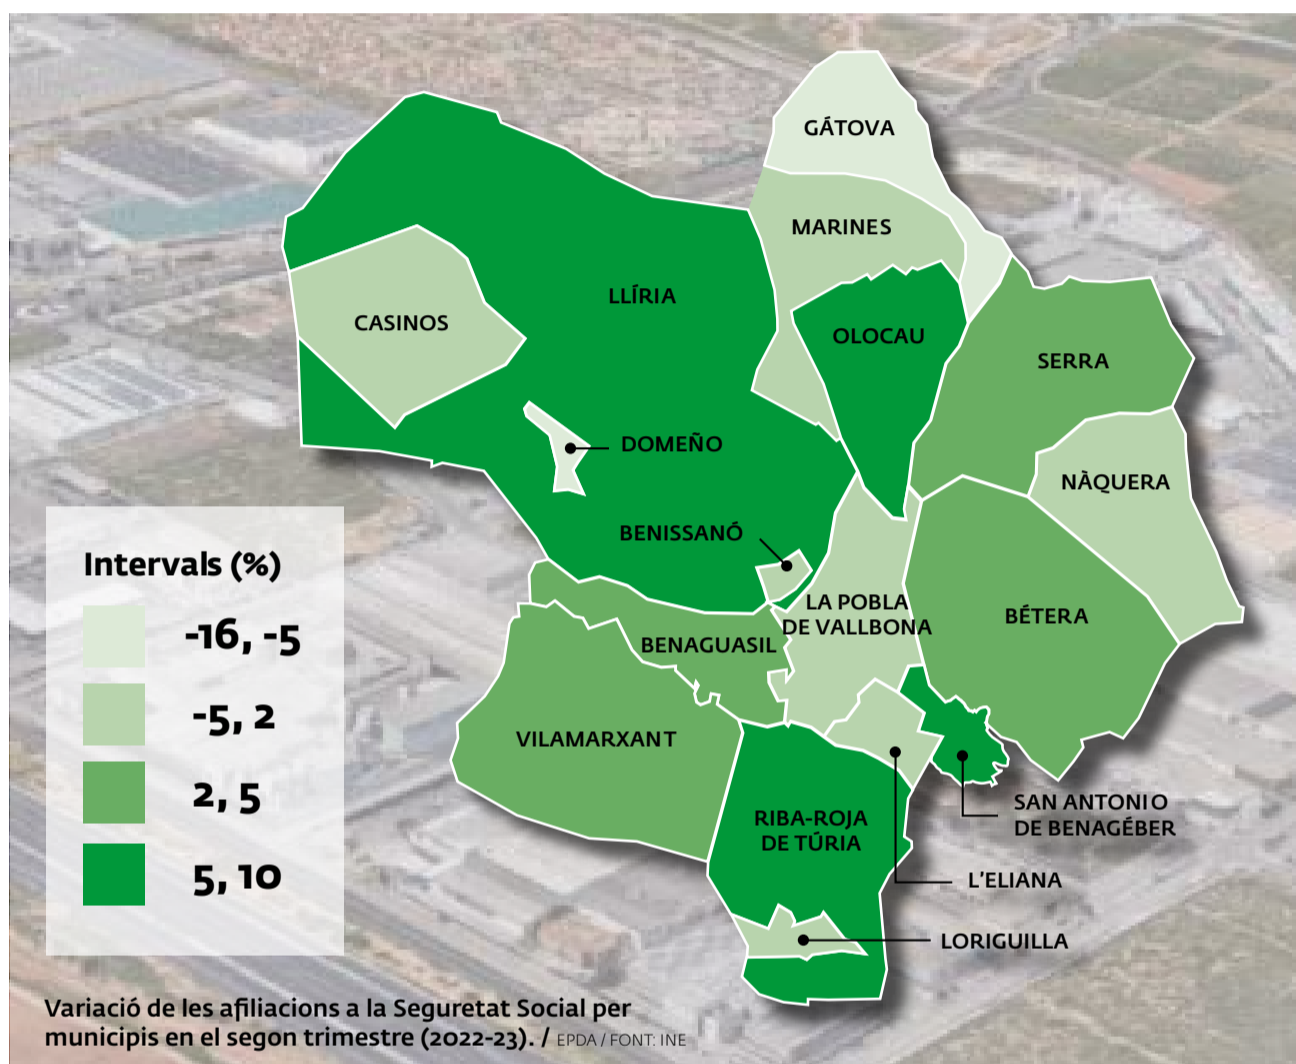 GÁTOVA
MARINES
LLÍRIA
CASINOS
OLOCAU
SERRA
DOMEÑO
NÀQUERA
BENISSANÓ
LA POBLA
DE VALLBONA
BÉTERA
BENAGUASIL
VILAMARXANT
RIBA-ROJA
DE TÚRIA
SAN ANTONIO
DE BENAGÉBER
L'ELIANA
LORIGUILLA
Intervals (%)
-16, -5
-5, 2
2, 5
5, 10
Variació de les afiliacions a la Seguretat Social per
municipis en el segon trimestre (2022-23). / EPDA / FONT: INE